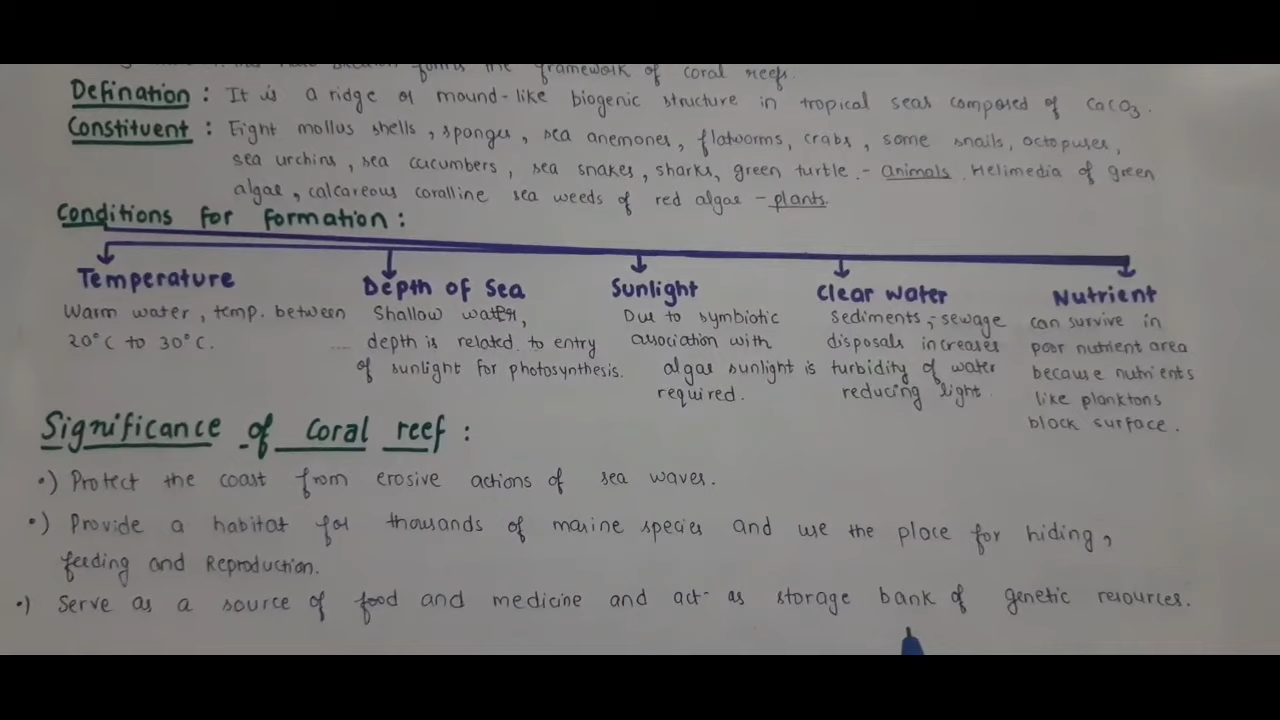 framework of coral reefs.
Defination : It is a ridge or mound-like biogenic structure in tropical seas composed of CaCO3.
Constituent : Eight mollus shells, sponges, sea anemones, flatworms, crabs, some snails, octopuses,
sea urchins, sea cucumbers, sea snakes, sharks, green turtle - animals. Helimedia of green
algae, calcareous coralline sea weeds of red algae - plants
Conditions for formation :
Temperature
Warm water, temp. between
20°C to 30°C.
Depth of Sea
Shallow water,
depth is related to entry
of sunlight for photosynthesis.
Sunlight
Due to symbiotic
association with
algae sunlight is
required.
Clear water
Sediments, sewage
disposals increases
turbidity of water
reducing light
Nutrient
can survive in
poor nutrient area
because nutrients
like planktons
block surface.
Significance of coral reef :
•) Protect the coast from erosive actions of sea waves.
•) Provide a habitat for thousands of marine species and use the place for hiding,
feeding and Reproduction.
•) Serve as a source of food and medicine and act as storage bank of genetic resources.